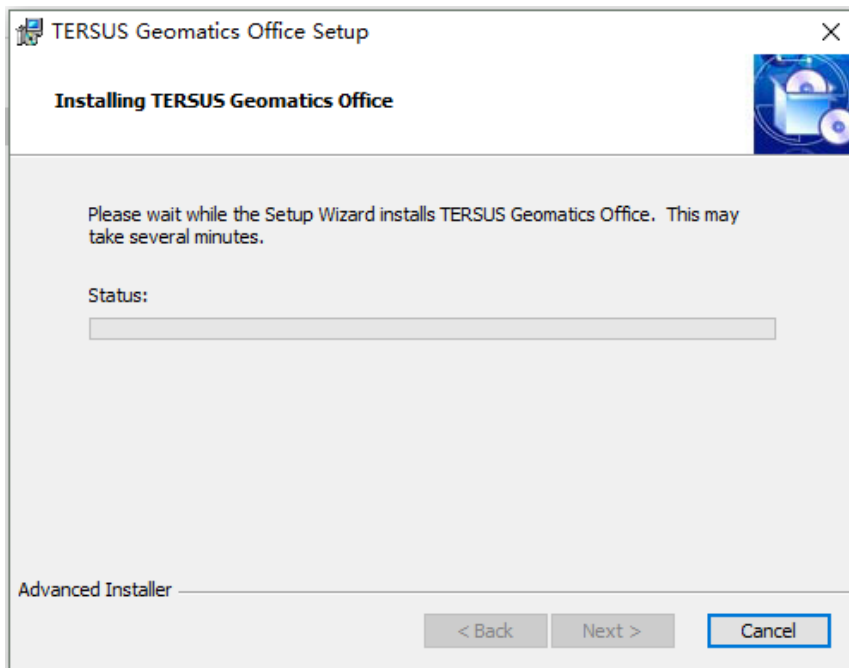 TERSUS Geomatics Office Setup
Installing TERSUS Geomatics Office
Please wait while the Setup Wizard installs TERSUS Geomatics Office.  This may
take several minutes.
Status:
Advanced Installer
< Back
Next >
Cancel